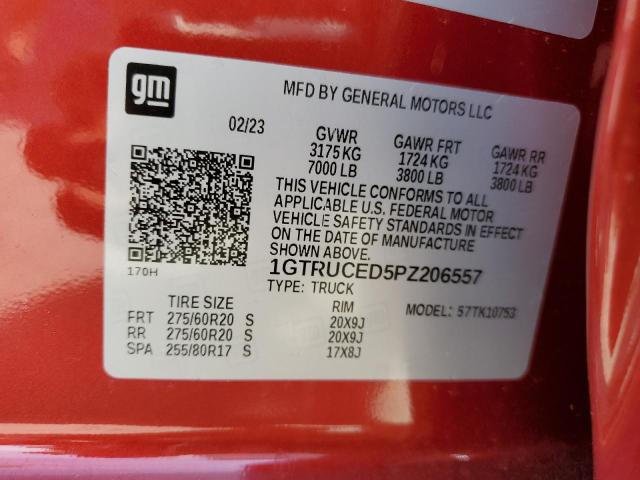 gm
MFD BY GENERAL MOTORS LLC
02/23
GVWR GAWR FRT GAWR RR
3175 KG 1724 KG 1724 KG
7000 LB 3800 LB 3800 LB
THIS VEHICLE CONFORMS TO ALL
APPLICABLE U.S. FEDERAL MOTOR
VEHICLE SAFETY STANDARDS IN EFFECT
ON THE DATE OF MANUFACTURE
SHOWN ABOVE.
170H
1GTRUCED5PZ206557
TYPE: TRUCK
TIRE SIZE RIM MODEL: 57TK10753
FRT 275/60R20 S 20X9J
RR 275/60R20 S 20X9J
SPA 255/80R17 S 17X8J